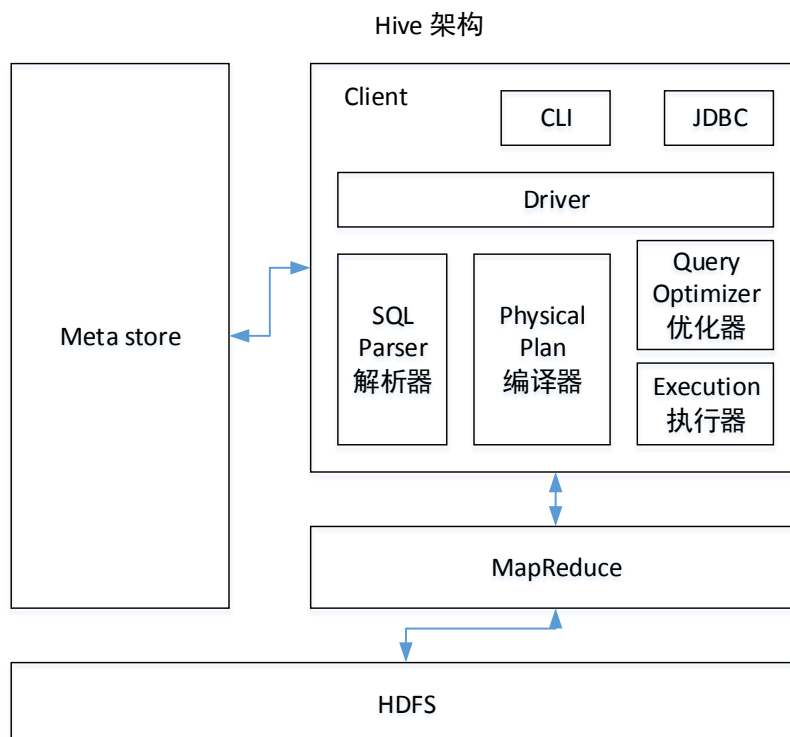 Hive 架构
Client
CLI
JDBC
Driver
Meta store
SQL
Parser
解析器
Physical
Plan
编译器
Query
Optimizer
优化器
Execution
执行器
MapReduce
HDFS